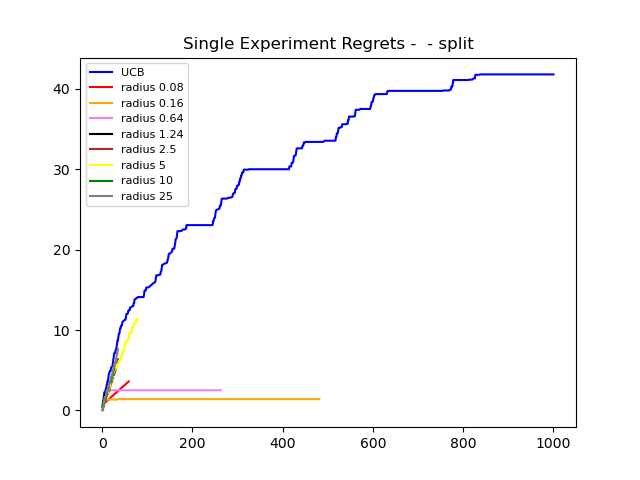 Single Experiment Regrets -  - split
UCB
radius 0.08
radius 0.16
radius 0.64
radius 1.24
radius 2.5
radius 5
radius 10
radius 25
40
30
20
10
0
0 200 400 600 800 1000